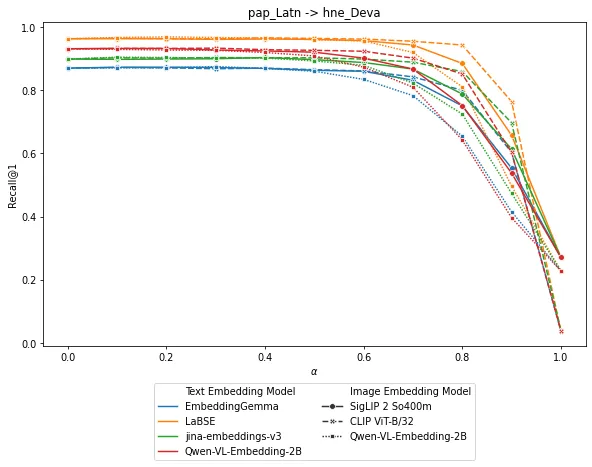 pap_Latn -> hne_Deva
Recall@1
1.0
0.8
0.6
0.4
0.2
0.0
0.0 0.2 0.4 0.6 0.8 1.0
α
Text Embedding Model
EmbeddingGemma
LaBSE
jina-embeddings-v3
Qwen-VL-Embedding-2B
Image Embedding Model
SigLIP 2 So400m
CLIP ViT-B/32
Qwen-VL-Embedding-2B